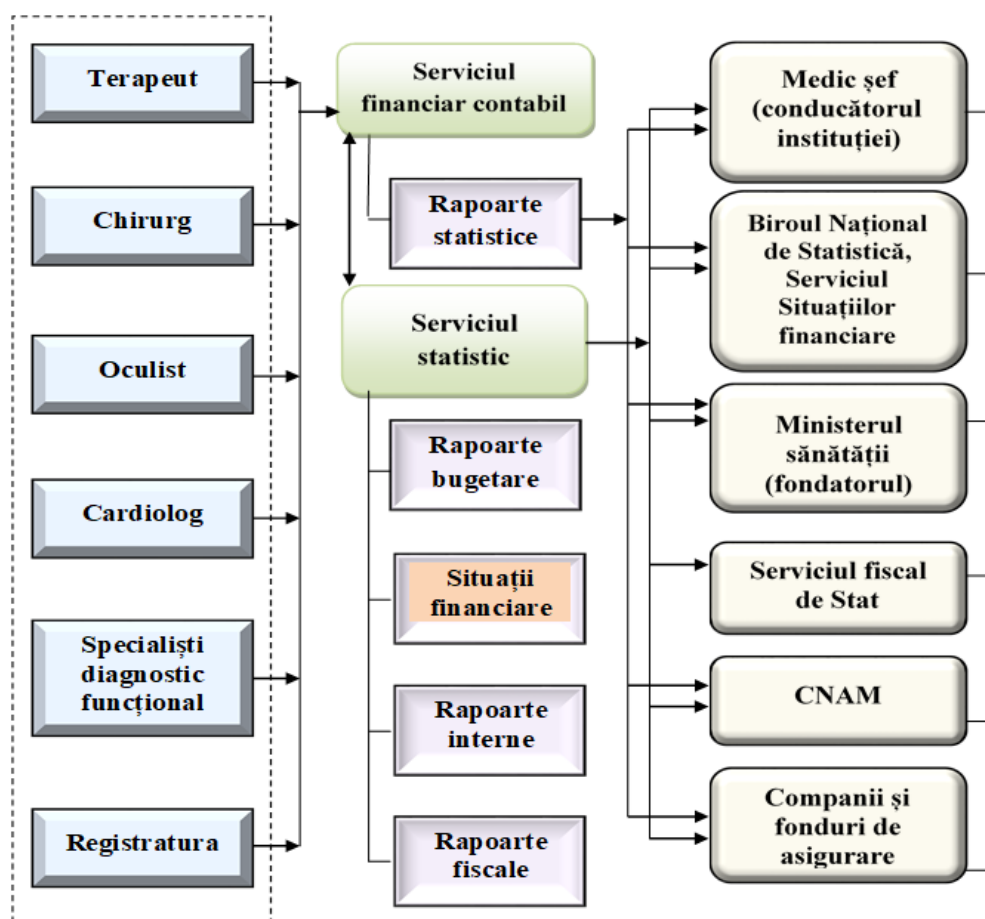 Terapeut
Chirurg
Oculist
Cardiolog
Specialiști
diagnostic
funcțional
Registratura
Serviciul
financiar contabil
Rapoarte
statistice
Serviciul
statistic
Rapoarte
bugetare
Situații
financiare
Rapoarte
interne
Rapoarte
fiscale
Medic șef
(conducătorul
instituției)
Biroul Național
de Statistică,
Serviciul
Situațiilor
financiare
Ministerul
sănătății
(fondatorul)
Serviciul fiscal
de Stat
CNAM
Companii și
fonduri de
asigurare